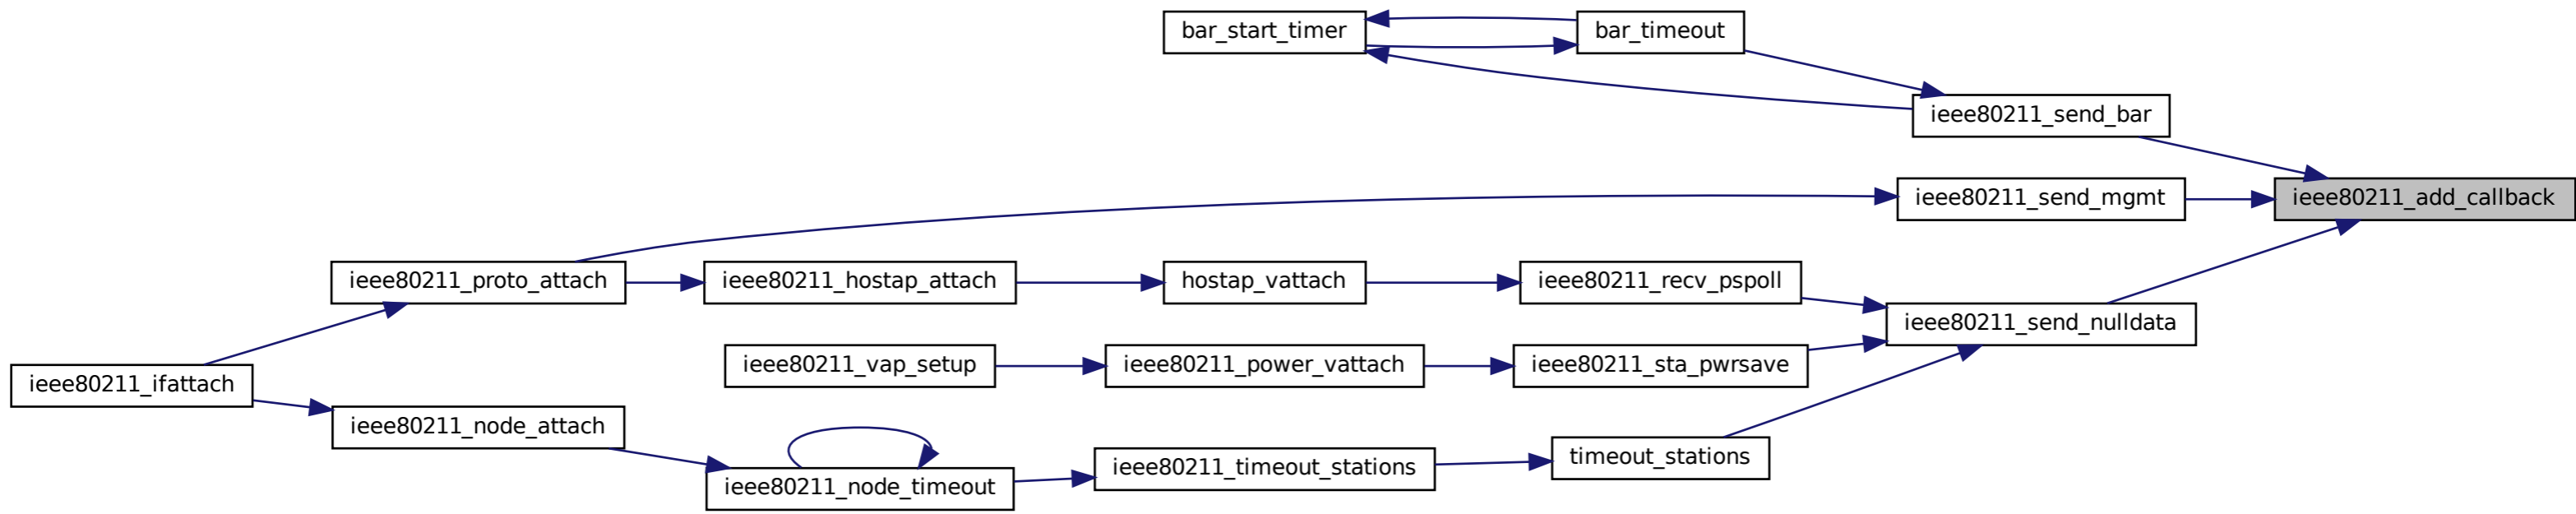 bar_start_timer
bar_timeout
ieee80211_send_bar
ieee80211_send_mgmt
ieee80211_add_callback
ieee80211_proto_attach
ieee80211_hostap_attach
hostap_vattach
ieee80211_recv_pspoll
ieee80211_send_nulldata
ieee80211_vap_setup
ieee80211_power_vattach
ieee80211_sta_pwrsave
ieee80211_ifattach
ieee80211_node_attach
timeout_stations
ieee80211_timeout_stations
ieee80211_node_timeout